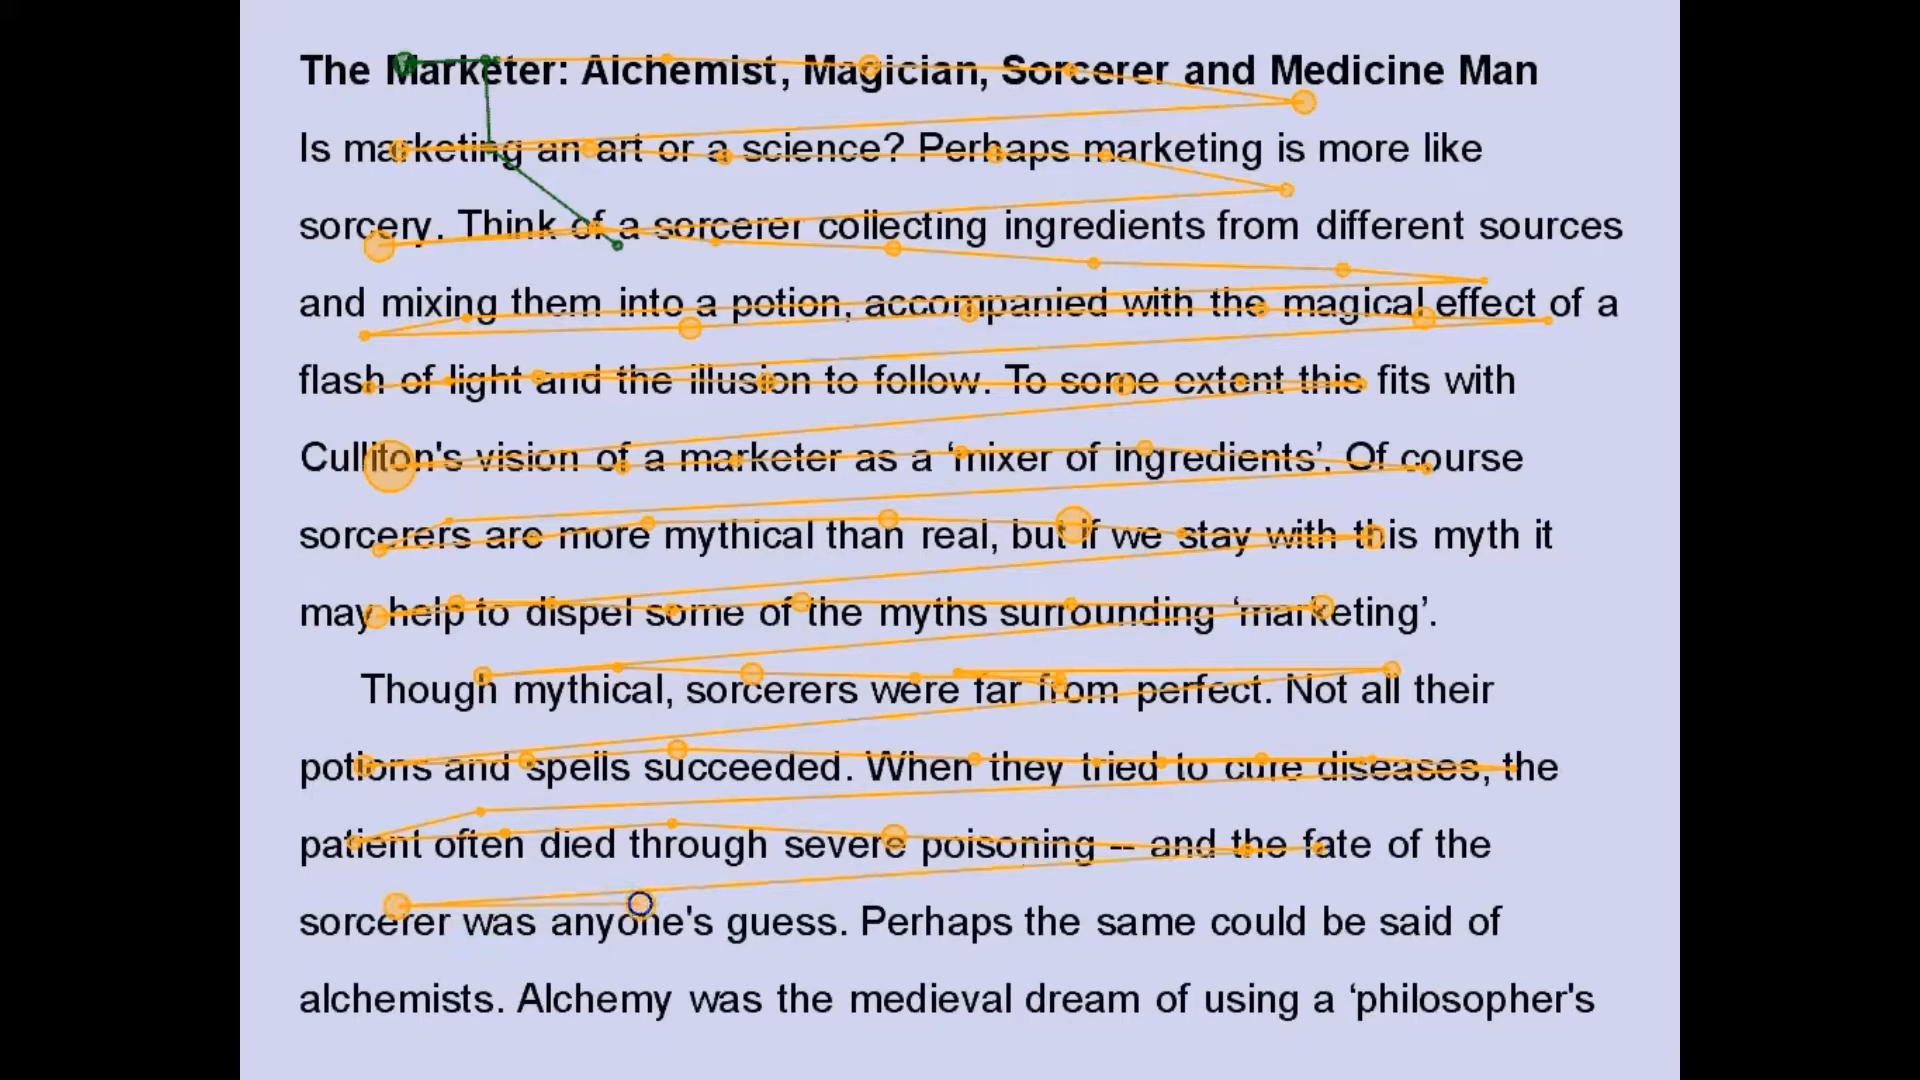 The Marketer: Alchemist, Magician, Sorcerer and Medicine Man
Is marketing an art or a science? Perhaps marketing is more like
sorcery. Think of a sorcerer collecting ingredients from different sources
and mixing them into a potion, accompanied with the magical effect of a
flash of light and the illusion to follow. To some extent this fits with
Culliton's vision of a marketer as a ‘mixer of ingredients’. Of course
sorcerers are more mythical than real, but if we stay with this myth it
may help to dispel some of the myths surrounding ‘marketing’.
Though mythical, sorcerers were far from perfect. Not all their
potions and spells succeeded. When they tried to cure diseases, the
patient often died through severe poisoning -- and the fate of the
sorcerer was anyone's guess. Perhaps the same could be said of
alchemists. Alchemy was the medieval dream of using a ‘philosopher's